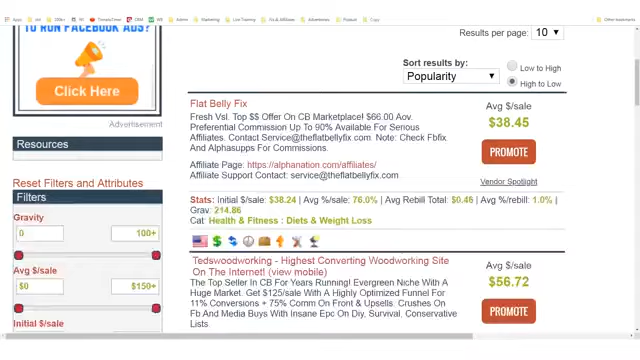 Results per page: 10
TO RUN FACEBOOK ADS?
Click Here
Advertisement
Resources
Reset Filters and Attributes
Filters
Gravity
0 100+
Avg $/sale
$0 $150+
Initial $/sale
Sort results by:
Popularity
Low to High
High to Low
Flat Belly Fix
Fresh Vsl. Top $$ Offer On CB Marketplace! $66.00 Aov.
Preferential Commission Up To 90% Available For Serious
Affiliates. Contact Service@theflatbellyfix.com Note: Check Fbfix
And Alphasupps For Commissions.
Affiliate Page: https://alphanation.com/affiliates/
Affiliate Support Contact: service@theflatbellyfix.com
Avg $/sale
$38.45
PROMOTE
Vendor Spotlight
Stats: Initial $/sale: $38.24 | Avg %/sale: 76.0% | Avg Rebill Total: $0.46 | Avg %/rebill: 1.0% |
Grav: 214.86
Cat: Health & Fitness : Diets & Weight Loss
Tedswoodworking - Highest Converting Woodworking Site
On The Internet! (view mobile)
The Top Seller In CB For Years Running! Evergreen Niche With A
Huge Market. Get $125/sale With A Highly Optimized Funnel For
11% Conversions + 75% Comm On Front & Upsells. Crushes On
Fb And Media Buys With Insane Epc On Diy, Survival, Conservative
Lists.
Avg $/sale
$56.72
PROMOTE